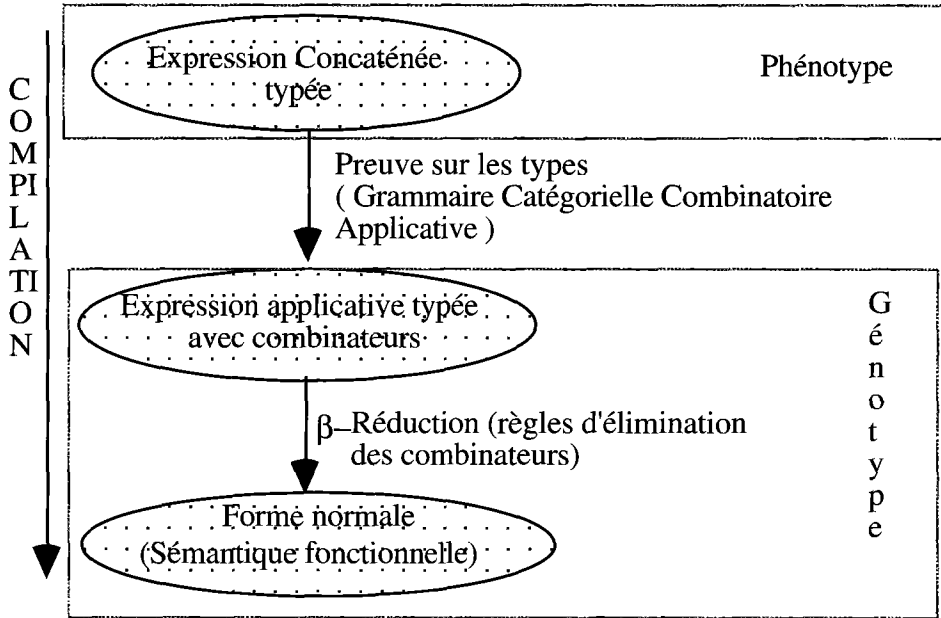 COMPILATION
Expression Concaténée
typée
Phénotype
Preuve sur les types
( Grammaire Catégorielle Combinatoire
Applicative )
Expression applicative typée
avec combinateurs
Génotype
β–Réduction (règles d'élimination
des combinateurs)
Forme normale
(Sémantique fonctionnelle)